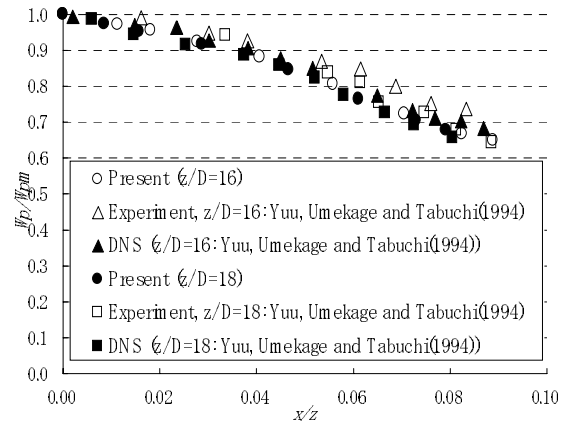 1.0
0.9
0.8
0.7
0.6
0.5
0.4
0.3
0.2
0.1
0.0
Wp/Wpm
Present (z/D=16)
Experiment, z/D=16:Yuu, Umekage and Tabuchi(1994)
DNS (z/D=16:Yuu, Umekage and Tabuchi(1994))
Present (z/D=18)
Experiment, z/D=18:Yuu, Umekage and Tabuchi(1994)
DNS (z/D=18:Yuu, Umekage and Tabuchi(1994))
0.00 0.02 0.04 0.06 0.08 0.10
x/z